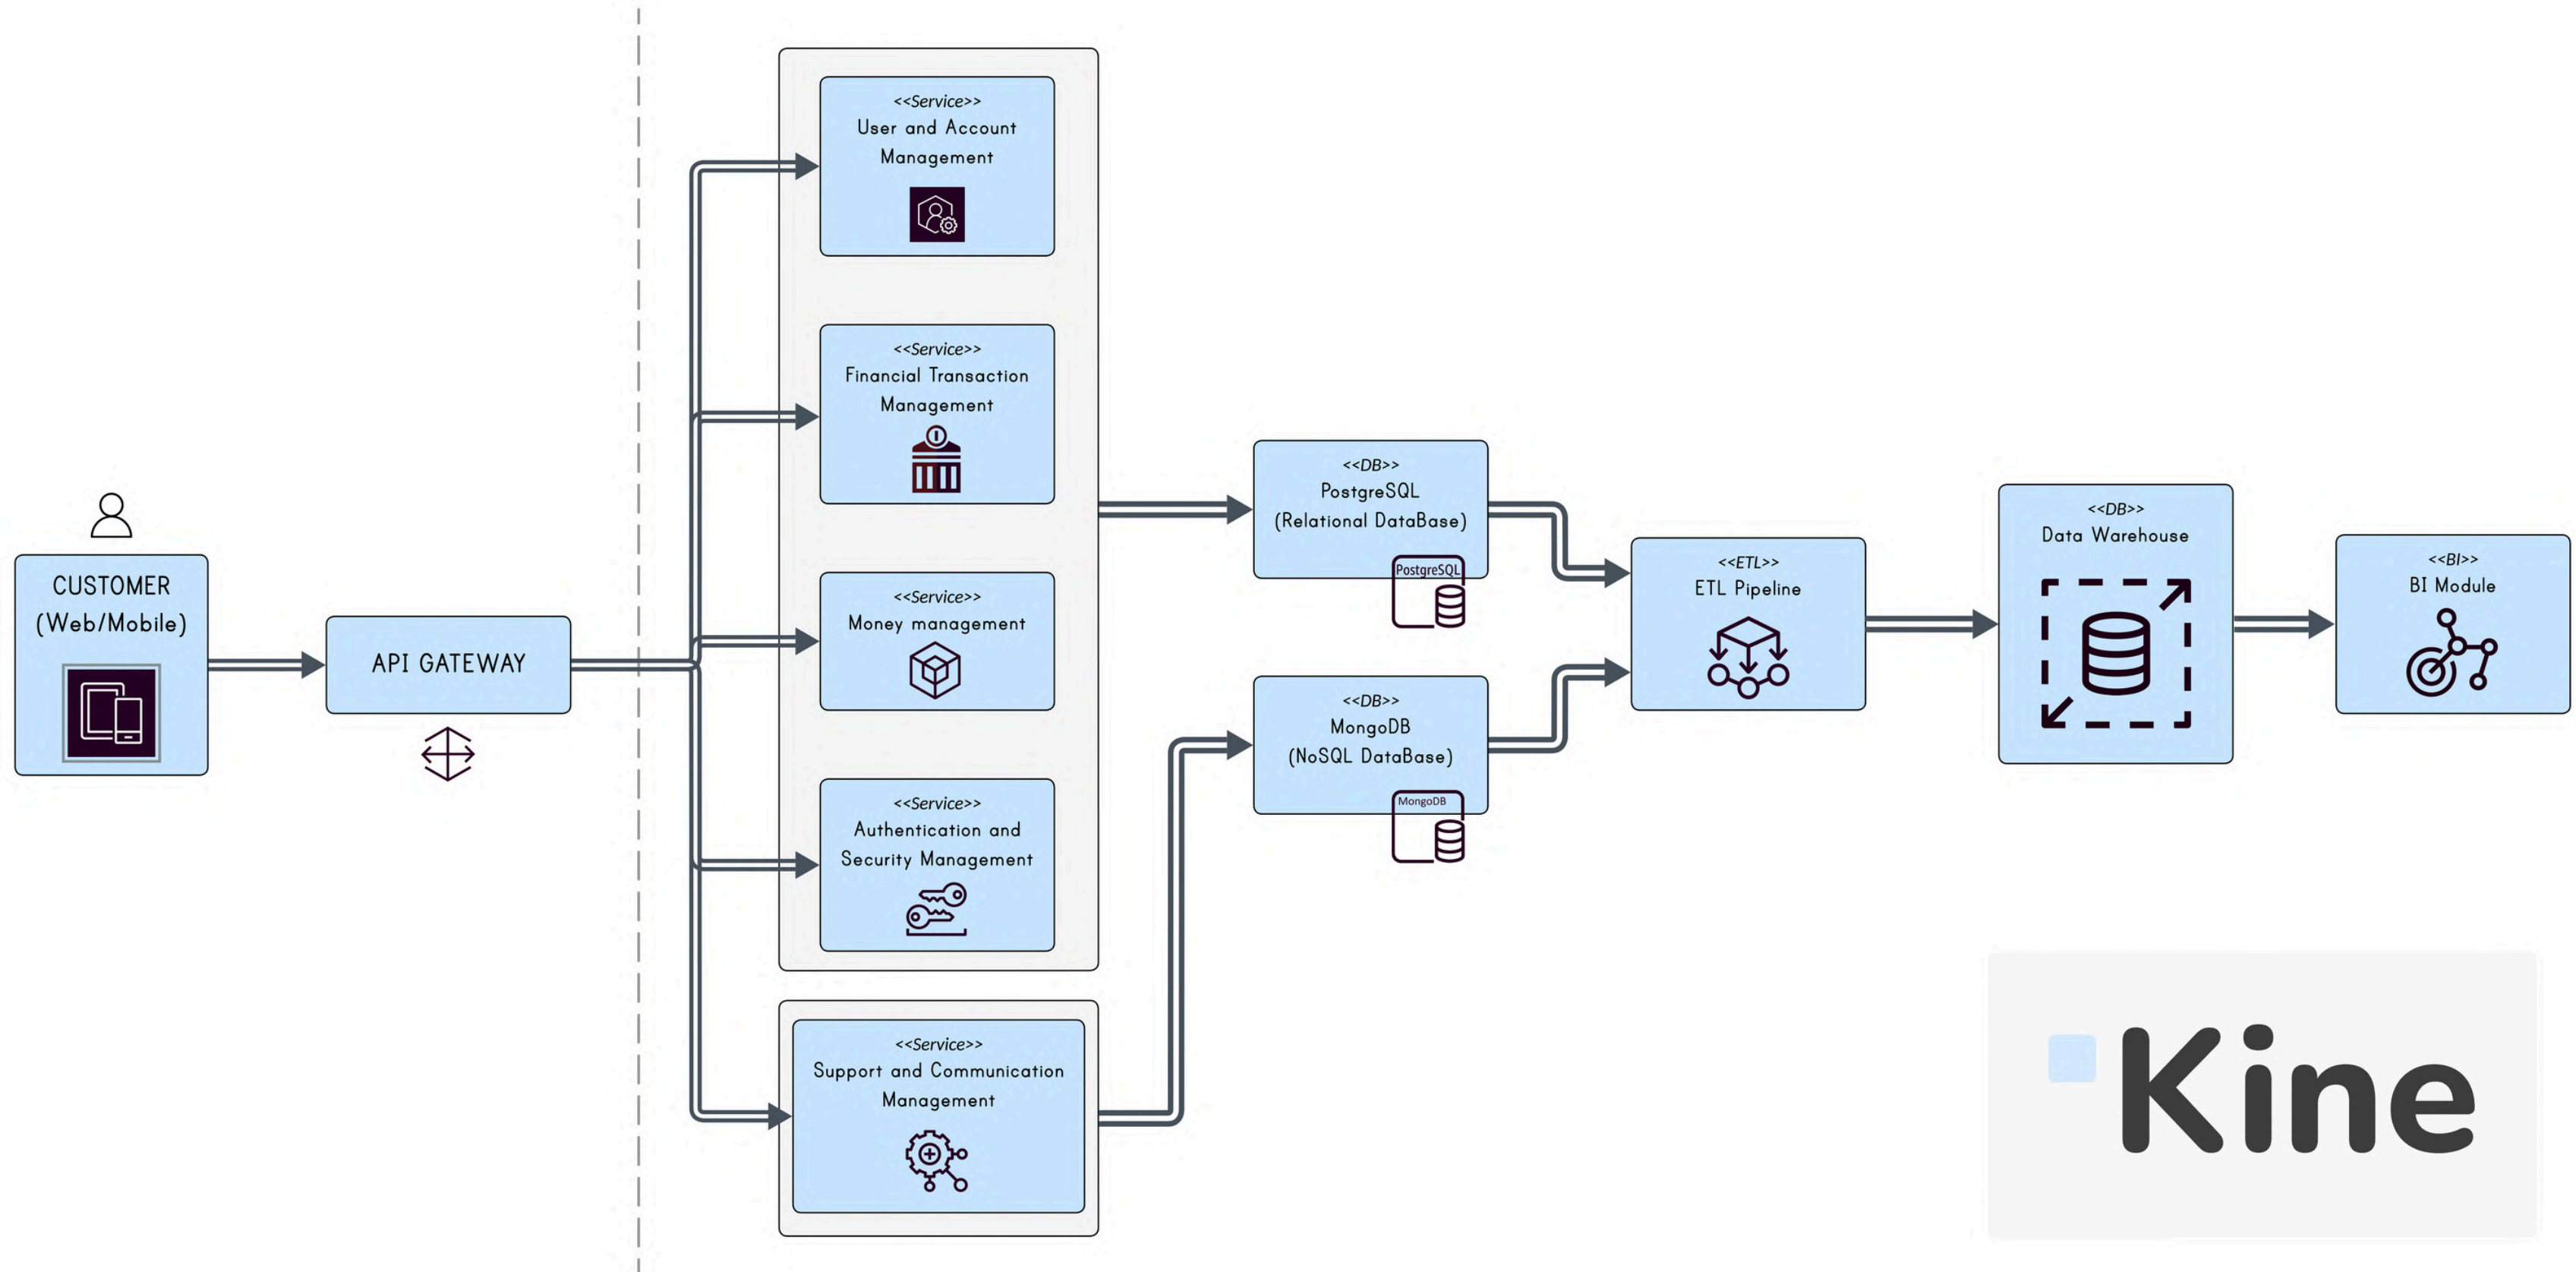 <<Service>>
User and Account
Management
<<Service>>
Financial Transaction
Management
<<Service>>
Money management
<<Service>>
Authentication and
Security Management
<<Service>>
Support and Communication
Management
CUSTOMER
(Web/Mobile)
API GATEWAY
<<DB>>
PostgreSQL
(Relational DataBase)
PostgreSQL
<<DB>>
MongoDB
(NoSQL DataBase)
MongoDB
<<ETL>>
ETL Pipeline
<<DB>>
Data Warehouse
<<BI>>
BI Module
Kine